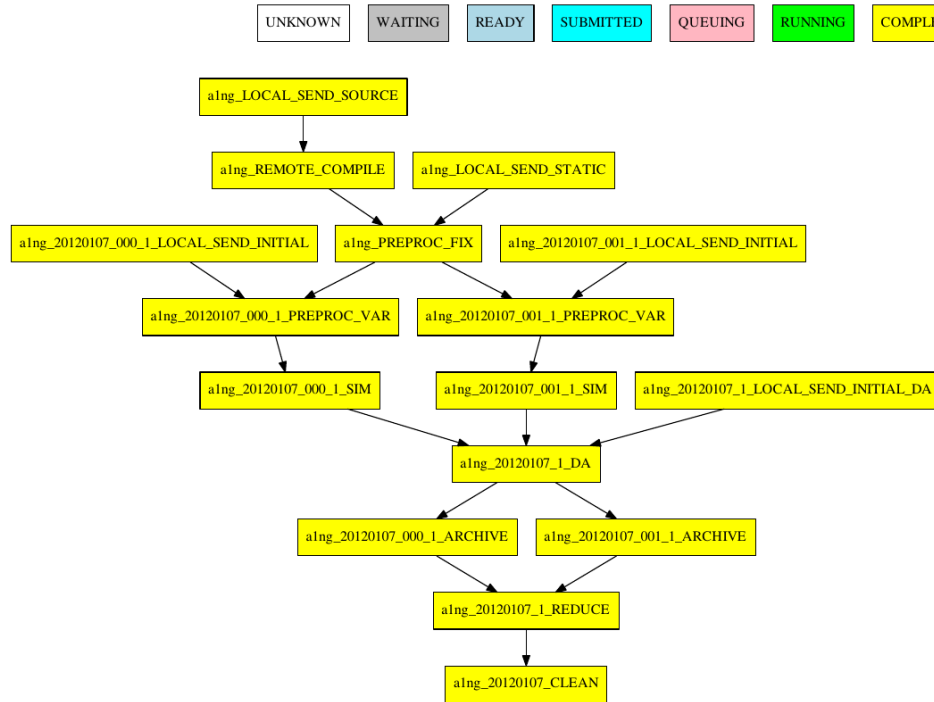 UNKNOWN WAITING READY SUBMITTED QUEUING RUNNING COMPLE
a1ng_LOCAL_SEND_SOURCE
a1ng_REMOTE_COMPILE a1ng_LOCAL_SEND_STATIC
a1ng_20120107_000_1_LOCAL_SEND_INITIAL a1ng_PREPROC_FIX a1ng_20120107_001_1_LOCAL_SEND_INITIAL
a1ng_20120107_000_1_PREPROC_VAR a1ng_20120107_001_1_PREPROC_VAR
a1ng_20120107_000_1_SIM a1ng_20120107_001_1_SIM a1ng_20120107_1_LOCAL_SEND_INITIAL_DA
a1ng_20120107_1_DA
a1ng_20120107_000_1_ARCHIVE a1ng_20120107_001_1_ARCHIVE
a1ng_20120107_1_REDUCE
a1ng_20120107_CLEAN